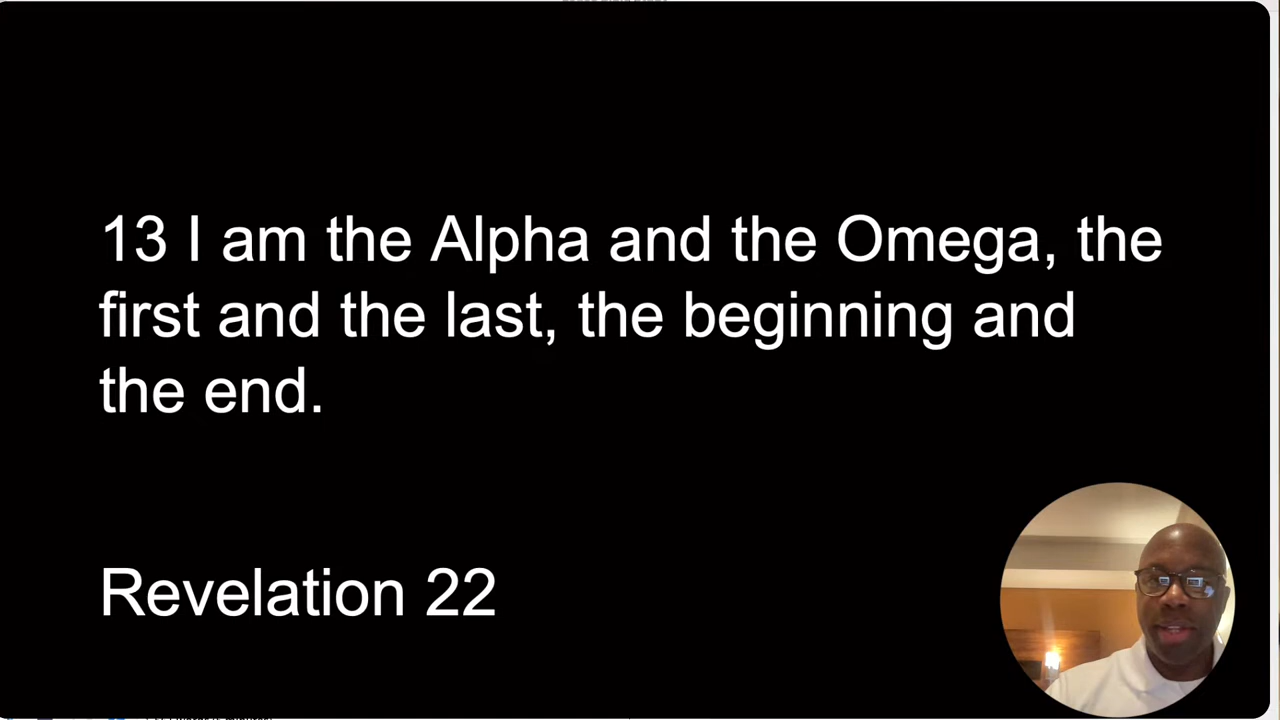 13 I am the Alpha and the Omega, the
first and the last, the beginning and
the end.
Revelation 22